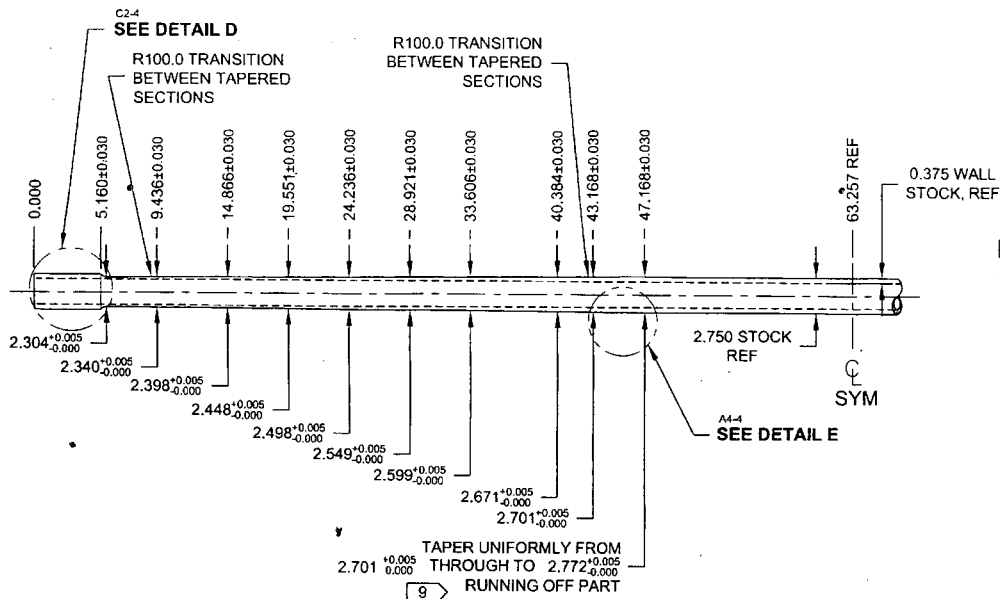 C2-4
SEE DETAIL D
R100.0 TRANSITION
BETWEEN TAPERED
SECTIONS
R100.0 TRANSITION
BETWEEN TAPERED
SECTIONS
0.000
5.160±0.030
9.436±0.030
14.866±0.030
19.551±0.030
24.236±0.030
28.921±0.030
33.606±0.030
40.384±0.030
43.168±0.030
47.168±0.030
63.257 REF
0.375 WALL
STOCK, REF
2.304 +0.005 -0.000
2.340 +0.005 -0.000
2.398 +0.005 -0.000
2.448 +0.005 -0.000
2.498 +0.005 -0.000
2.549 +0.005 -0.000
2.599 +0.005 -0.000
2.671 +0.005 -0.000
2.701 +0.005 -0.000
2.750 STOCK
REF
℄
SYM
A4-4
SEE DETAIL E
TAPER UNIFORMLY FROM
2.701 +0.005 0.000 THROUGH TO 2.772 +0.005 -0.000
RUNNING OFF PART
9